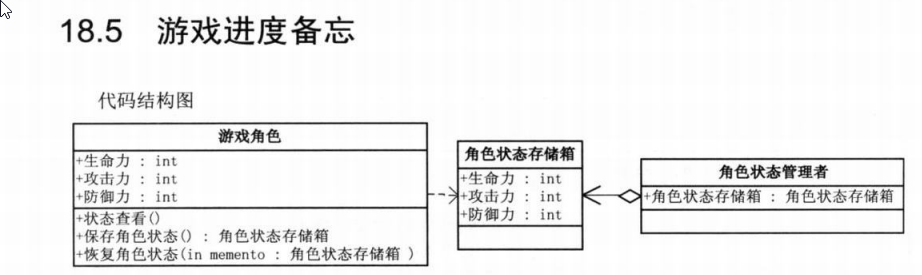 18.5 游戏进度备忘
代码结构图
游戏角色
+生命力 : int
+攻击力 : int
+防御力 : int
+状态查看()
+保存角色状态() : 角色状态存储箱
+恢复角色状态(in memento : 角色状态存储箱 )
角色状态存储箱
+生命力 : int
+攻击力 : int
+防御力 : int
角色状态管理者
+角色状态存储箱 : 角色状态存储箱